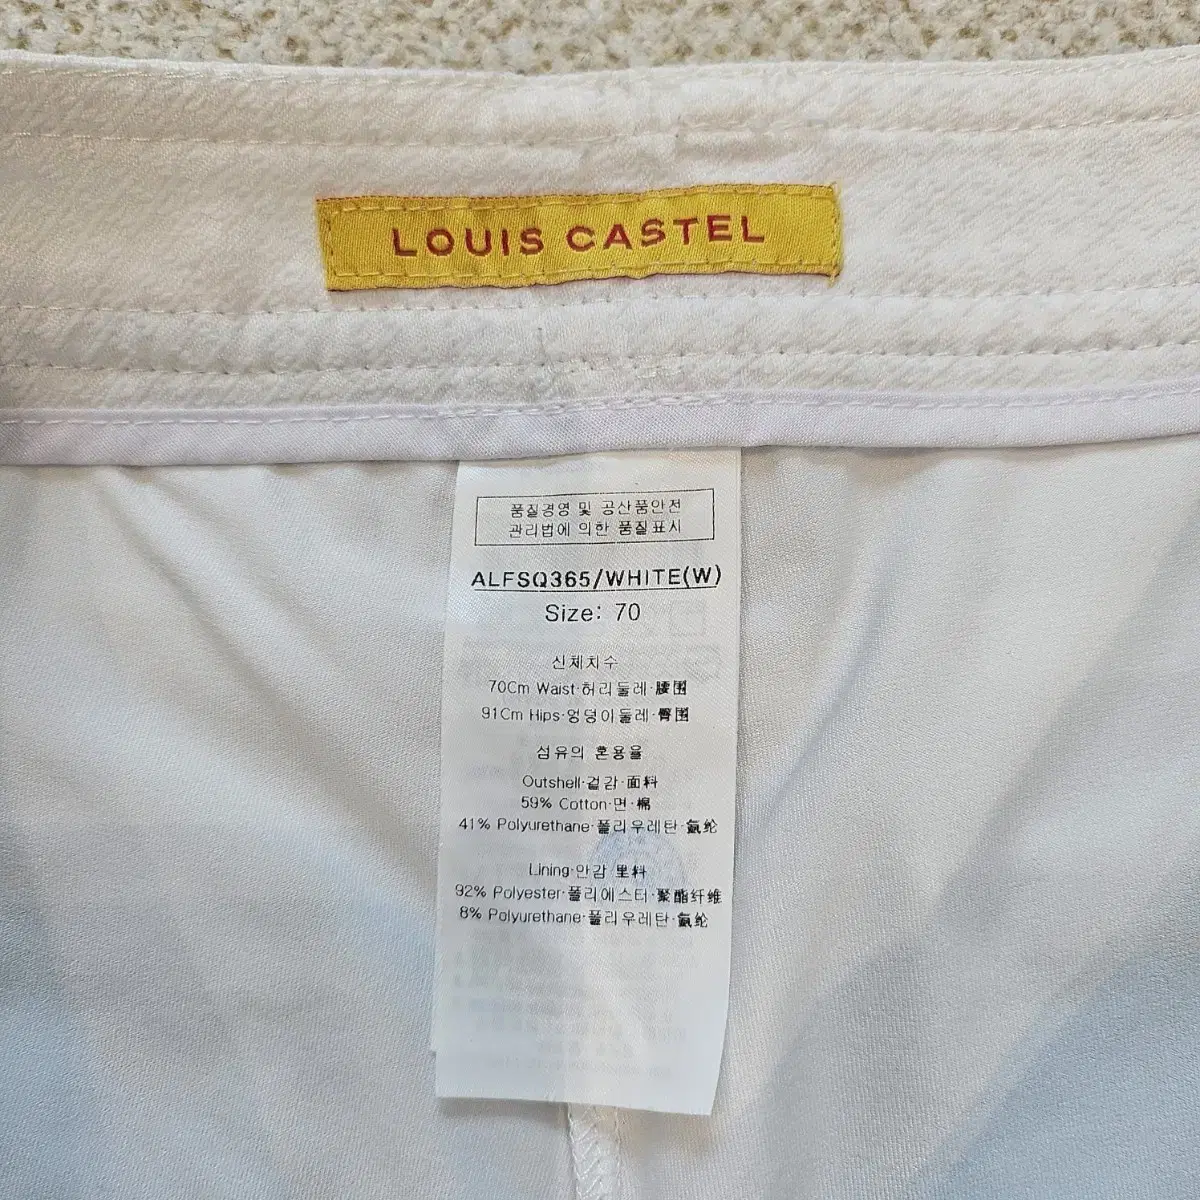 LOUIS CASTEL
품질경영 및 공산품안전
관리법에 의한 품질표시
ALFSQ365/WHITE(W)
Size: 70
신체치수
70Cm Waist·허리둘레·腰围
91Cm Hips·엉덩이둘레·臀围
섬유의 혼용율
Outshell·겉감·面料
59% Cotton·면·棉
41% Polyurethane·폴리우레탄·氨纶
Lining·안감·里料
92% Polyester·폴리에스터·聚酯纤维
8% Polyurethane·폴리우레탄·氨纶